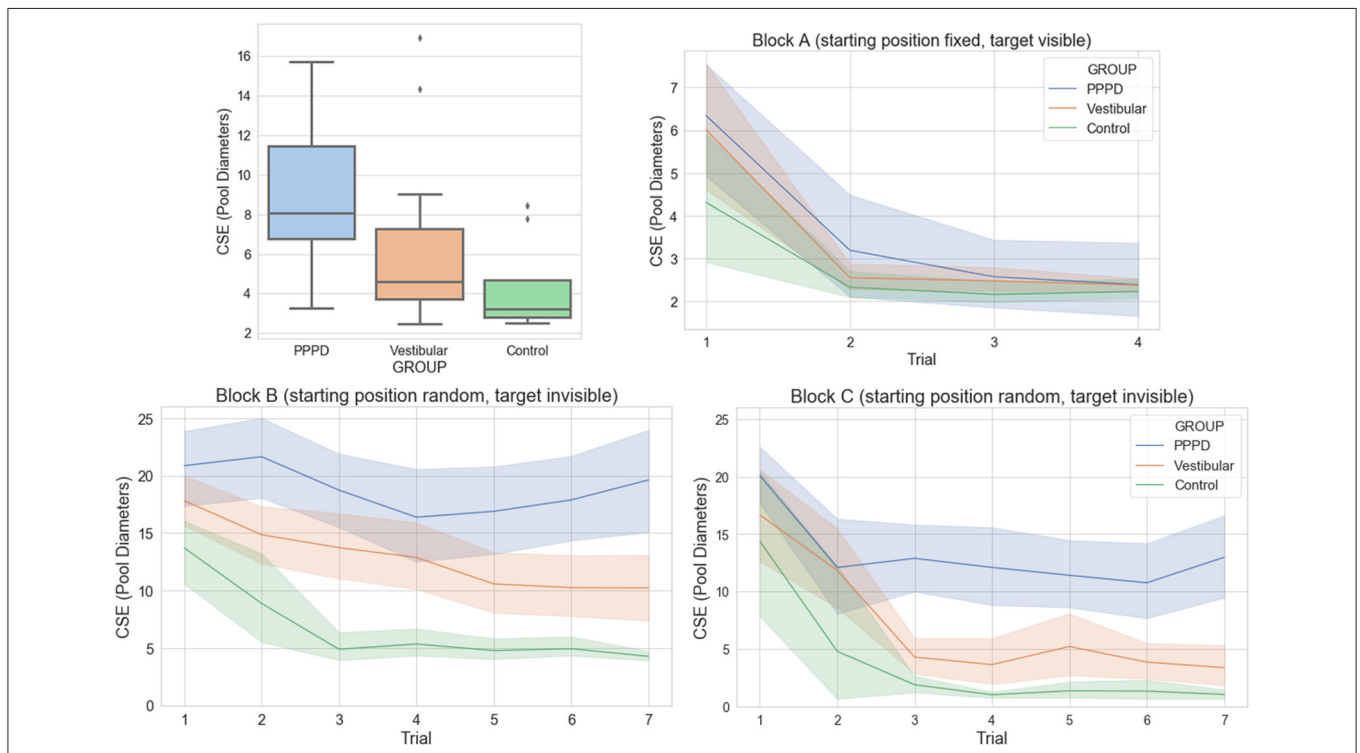 16
14
12
10
8
6
4
2
CSE (Pool Diameters)
PPPD Vestibular Control
GROUP
Block A (starting position fixed, target visible)
GROUP
PPPD
Vestibular
Control
7
6
5
4
3
2
CSE (Pool Diameters)
1 2 3 4
Trial
Block B (starting position random, target invisible)
25
20
15
10
5
0
CSE (Pool Diameters)
1 2 3 4 5 6 7
Trial
Block C (starting position random, target invisible)
GROUP
PPPD
Vestibular
Control
25
20
15
10
5
0
CSE (Pool Diameters)
1 2 3 4 5 6 7
Trial